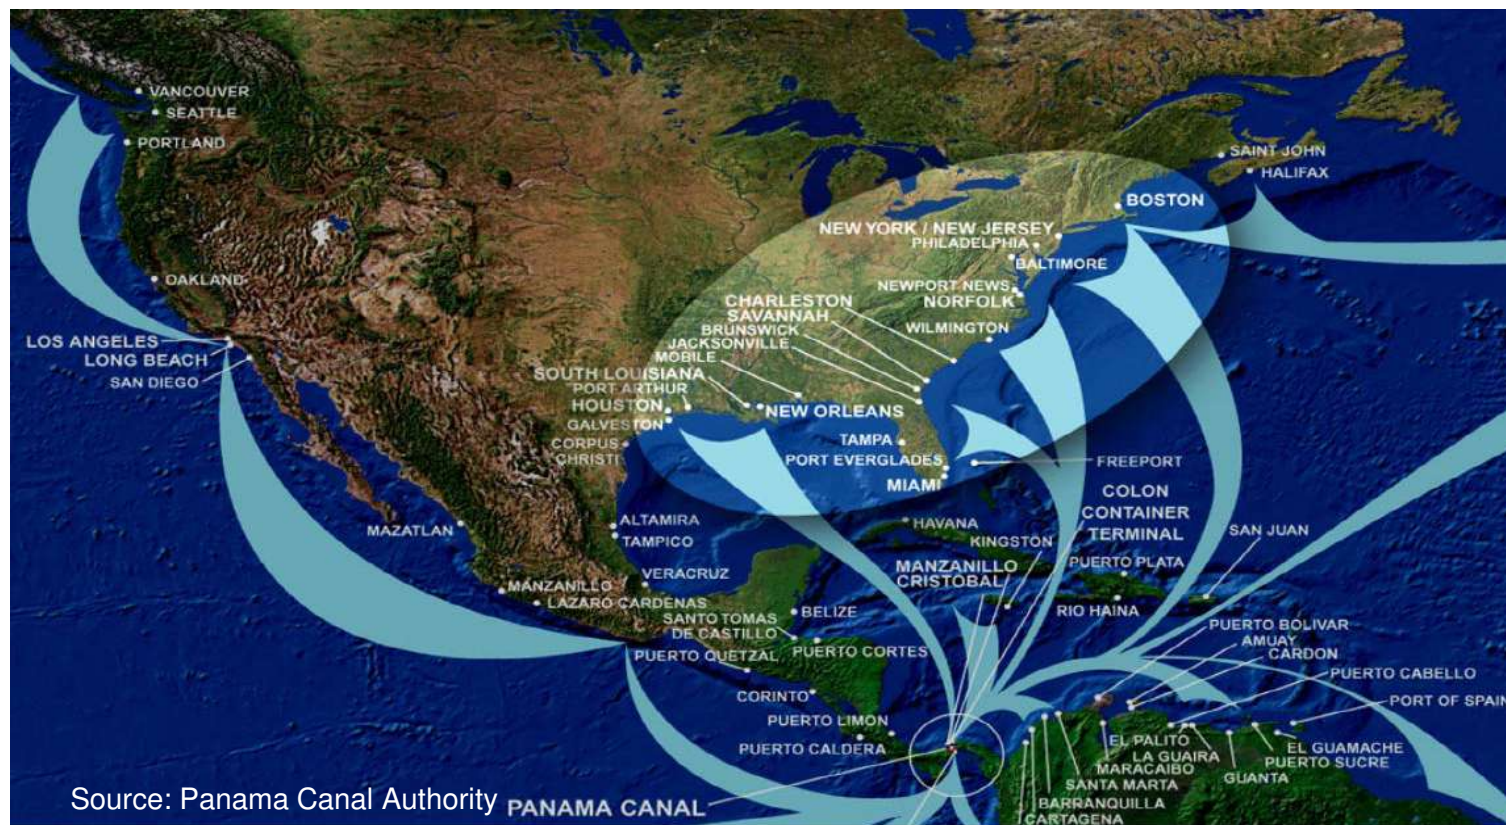 VANCOUVER
SEATTLE
PORTLAND
OAKLAND
LOS ANGELES
LONG BEACH
SAN DIEGO
SAINT JOHN
HALIFAX
BOSTON
NEW YORK / NEW JERSEY
PHILADELPHIA
BALTIMORE
NEWPORT NEWS
NORFOLK
CHARLESTON
SAVANNAH
BRUNSWICK
JACKSONVILLE
WILMINGTON
MOBILE
SOUTH LOUISIANA
PORT ARTHUR
HOUSTON
NEW ORLEANS
GALVESTON
CORPUS
CHRISTI
TAMPA
PORT EVERGLADES
MIAMI
FREEPORT
COLON
CONTAINER
TERMINAL
MAZATLAN
ALTAMIRA
TAMPICO
HAVANA
KINGSTON
SAN JUAN
VERACRUZ
MANZANILLO
CRISTOBAL
PUERTO PLATA
MANZANILLO
LAZARO CARDENAS
SANTO TOMAS
DE CASTILLO
BELIZE
RIO HAINA
PUERTO QUETZAL
PUERTO CORTES
PUERTO BOLIVAR
AMUAY
CARDON
PUERTO CABELLO
PORT OF SPAIN
CORINTO
PUERTO LIMON
PUERTO CALDERA
EL PALITO
LA GUAIRA
MARACAIBO
SANTA MARTA
BARRANQUILLA
CARTAGENA
GUANTA
EL GUAMACHE
PUERTO SUCRE
Source: Panama Canal Authority
PANAMA CANAL